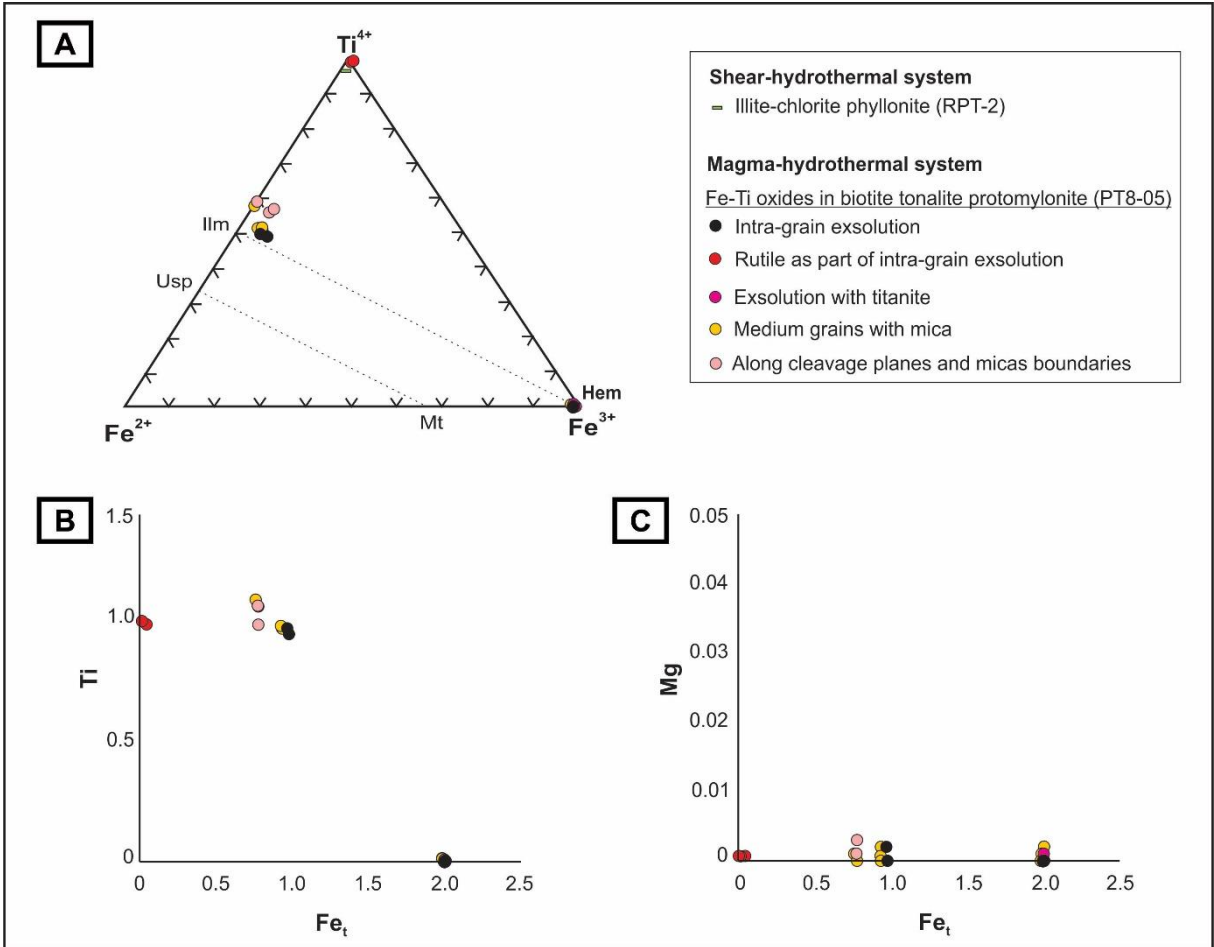 A
Ti⁴⁺
Ilm
Usp
Fe²⁺
Mt
Hem
Fe³⁺
Shear-hydrothermal system
Illite-chlorite phyllonite (RPT-2)
Magma-hydrothermal system
Fe-Ti oxides in biotite tonalite protomylonite (PT8-05)
Intra-grain exsolution
Rutile as part of intra-grain exsolution
Exsolution with titanite
Medium grains with mica
Along cleavage planes and micas boundaries
B
1.5
1.0
Ti
0.5
0
0 0.5 1.0 1.5 2.0 2.5
Feₜ
C
0.05
0.04
0.03
Mg
0.02
0.01
0
0 0.5 1.0 1.5 2.0 2.5
Feₜ